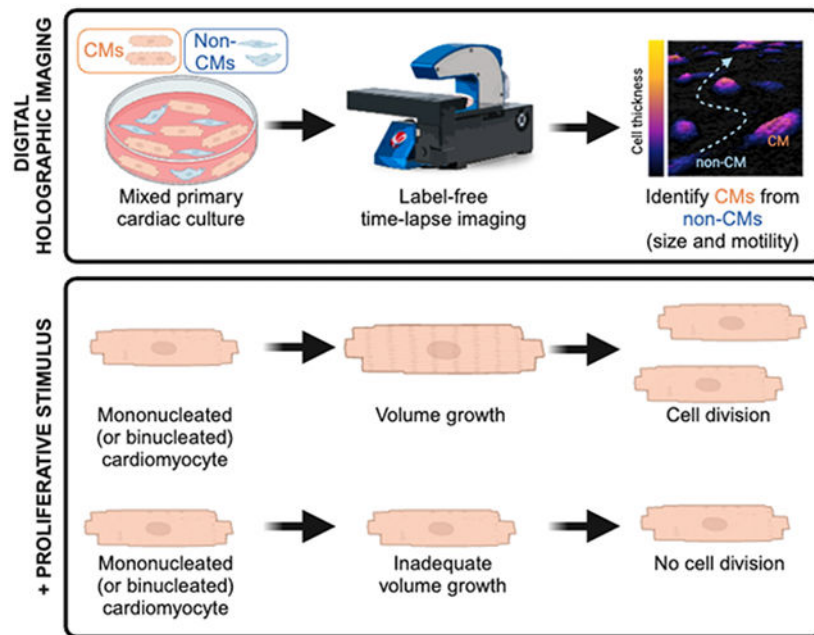 DIGITAL
HOLOGRAPHIC IMAGING
CMs
Non-
CMs
Mixed primary
cardiac culture
Label-free
time-lapse imaging
Cell thickness
non-CM
CM
Identify CMs from
non-CMs
(size and motility)
+ PROLIFERATIVE STIMULUS
Mononucleated
(or binucleated)
cardiomyocyte
Volume growth
Cell division
Mononucleated
(or binucleated)
cardiomyocyte
Inadequate
volume growth
No cell division